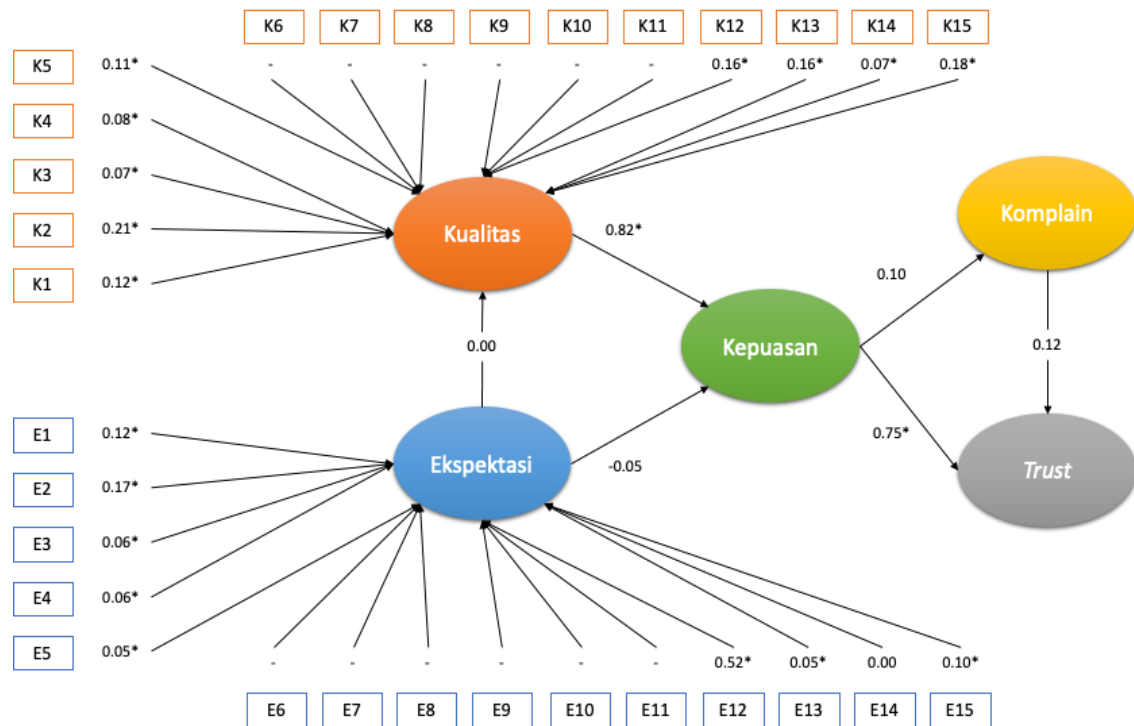 K6 K7 K8 K9 K10 K11 K12 K13 K14 K15
K5 0.11* - - - - - - 0.16* 0.16* 0.07* 0.18*
K4 0.08*
K3 0.07*
K2 0.21*
K1 0.12*
Kualitas
0.82*
Komplain
0.10
0.00
Kepuasan
0.12
0.75*
E1 0.12*
E2 0.17*
E3 0.06*
E4 0.06*
E5 0.05*
Ekspektasi
-0.05
Trust
- - - - - - 0.52* 0.05* 0.00 0.10*
E6 E7 E8 E9 E10 E11 E12 E13 E14 E15